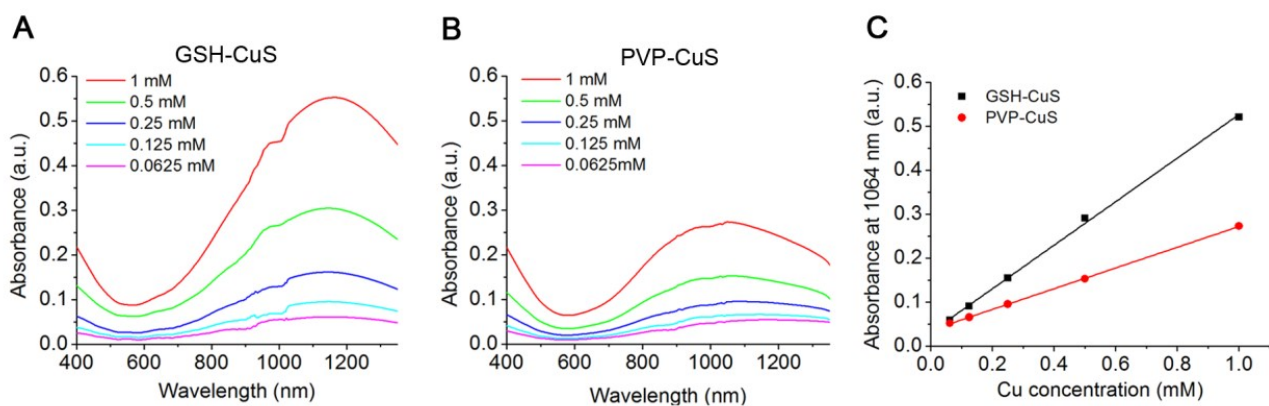 A
GSH-CuS
Absorbance (a.u.)
0.6
0.5
0.4
0.3
0.2
0.1
0.0
1 mM
0.5 mM
0.25 mM
0.125 mM
0.0625mM
400 600 800 1000 1200
Wavelength (nm)
B
PVP-CuS
Absorbance (a.u.)
0.6
0.5
0.4
0.3
0.2
0.1
0.0
1 mM
0.5 mM
0.25 mM
0.125 mM
0.0625mM
400 600 800 1000 1200
Wavelength (nm)
C
Absorbance at 1064 nm (a.u.)
0.6
0.5
0.4
0.3
0.2
0.1
0.0
GSH-CuS
PVP-CuS
0.0 0.2 0.4 0.6 0.8 1.0
Cu concentration (mM)